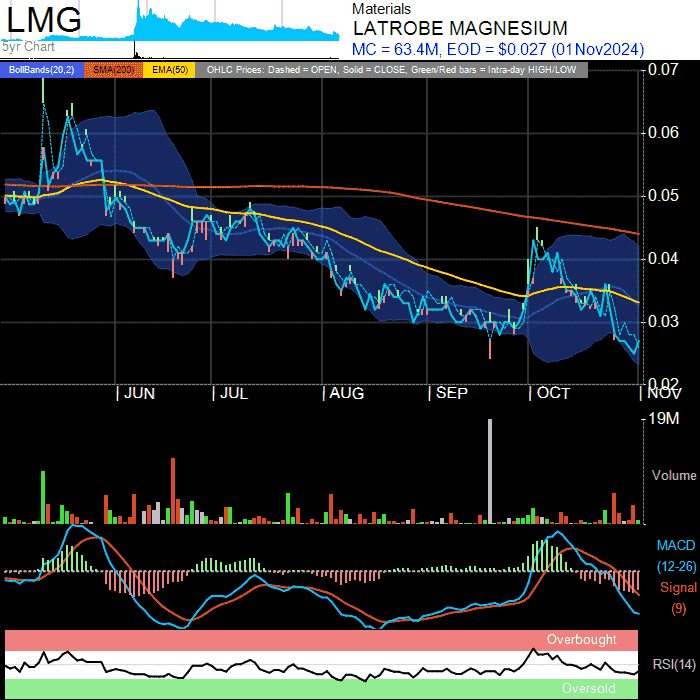 LMG
5yr Chart
Materials
LATROBE MAGNESIUM
MC = 63.4M, EOD = $0.027 (01Nov2024)
BollBands(20,2) SMA(200) EMA(50) OHLC Prices: Dashed = OPEN, Solid = CLOSE, Green/Red bars = Intra-day HIGH/LOW
0.07
0.06
0.05
0.04
0.03
0.02
JUN JUL AUG SEP OCT NOV
19M
Volume
MACD
(12-26)
Signal
(9)
Overbought
RSI(14)
Oversold